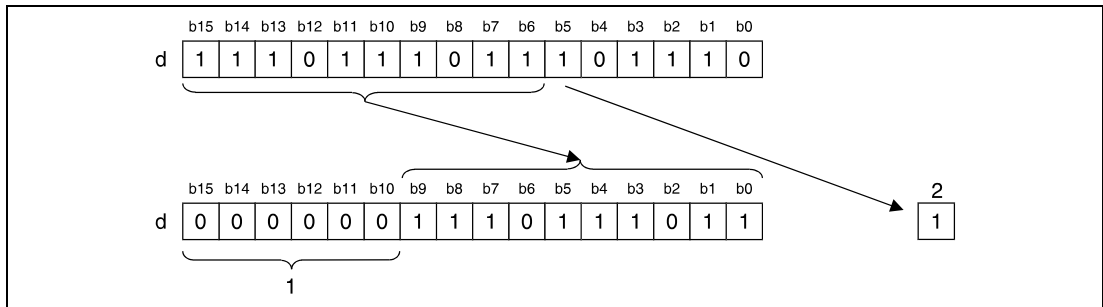 b15 b14 b13 b12 b11 b10 b9 b8 b7 b6 b5 b4 b3 b2 b1 b0
d 1 1 1 0 1 1 1 0 1 1 1 0 1 1 1 0
b15 b14 b13 b12 b11 b10 b9 b8 b7 b6 b5 b4 b3 b2 b1 b0 2
d 0 0 0 0 0 0 1 1 1 0 1 1 1 0 1 1 1
1